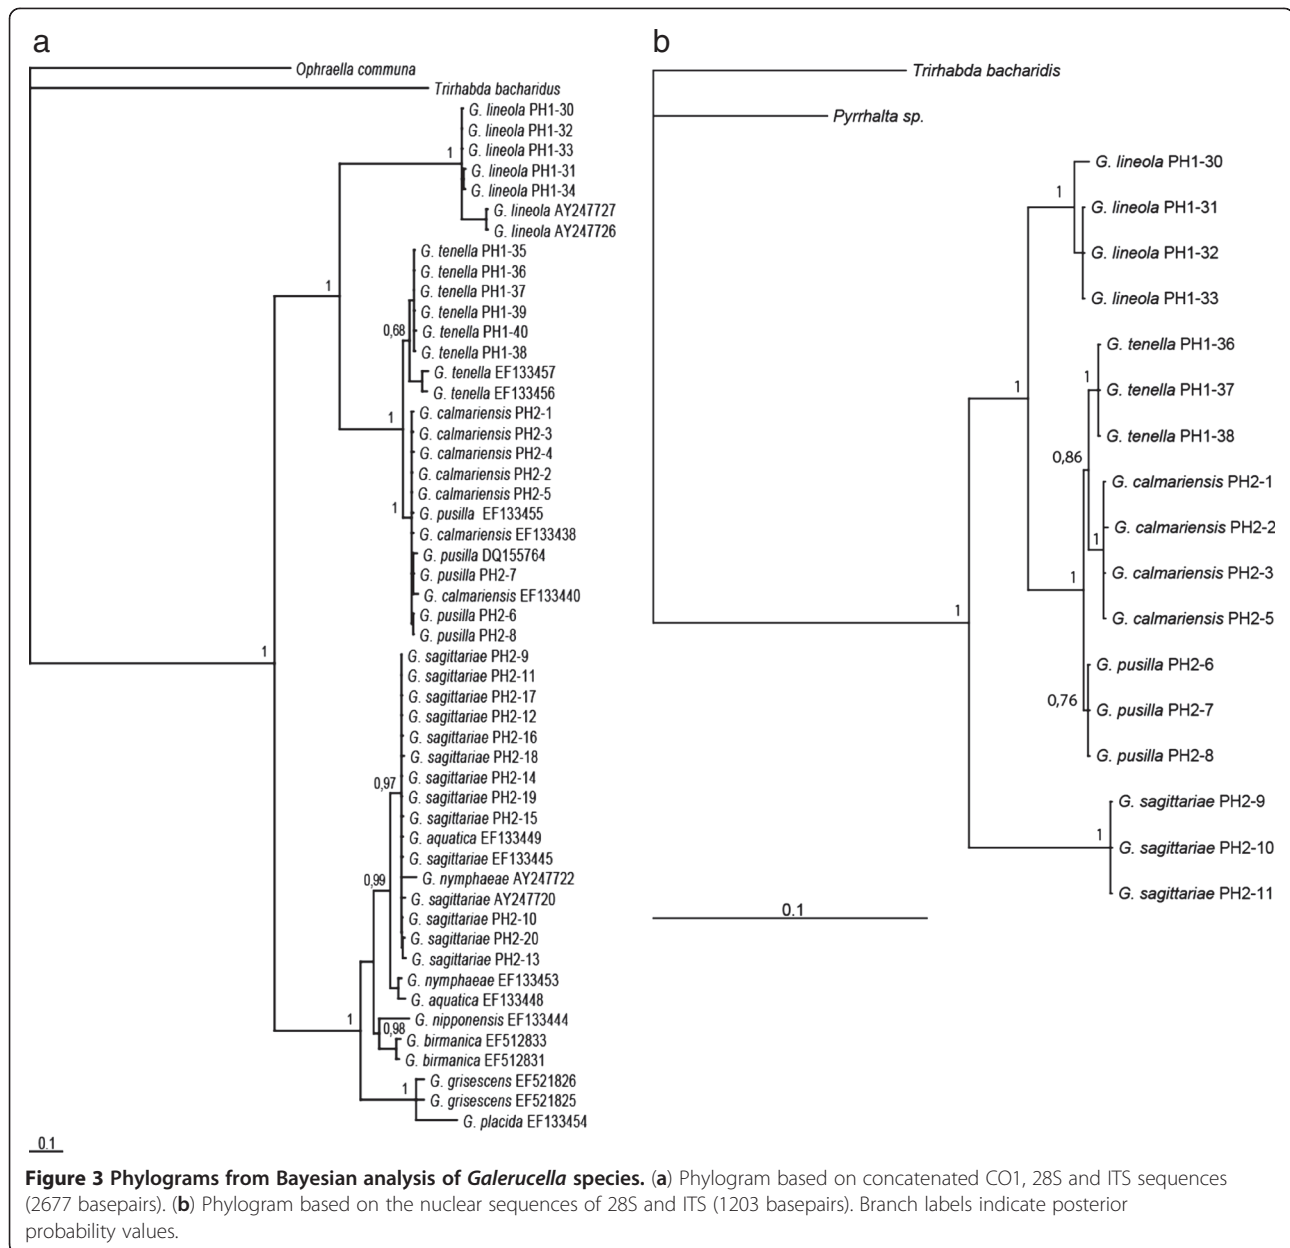 a
Ophraella communa
Trirhabda bacharidus
G. lineola PH1-30
G. lineola PH1-32
G. lineola PH1-33
1
G. lineola PH1-31
G. lineola PH1-34
G. lineola AY247727
G. lineola AY247726
G. tenella PH1-35
G. tenella PH1-36
1
G. tenella PH1-37
G. tenella PH1-39
0,68
G. tenella PH1-40
G. tenella PH1-38
G. tenella EF133457
G. tenella EF133456
1
G. calmariensis PH2-1
G. calmariensis PH2-3
G. calmariensis PH2-4
G. calmariensis PH2-2
G. calmariensis PH2-5
1
G. pusilla EF133455
G. calmariensis EF133438
G. pusilla DQ155764
G. pusilla PH2-7
G. calmariensis EF133440
G. pusilla PH2-6
G. pusilla PH2-8
1
G. sagittariae PH2-9
G. sagittariae PH2-11
G. sagittariae PH2-17
G. sagittariae PH2-12
G. sagittariae PH2-16
G. sagittariae PH2-18
0,97
G. sagittariae PH2-14
G. sagittariae PH2-19
G. sagittariae PH2-15
G. aquatica EF133449
G. sagittariae EF133445
0,99
G. nymphaeae AY247722
G. sagittariae AY247720
G. sagittariae PH2-10
G. sagittariae PH2-20
G. sagittariae PH2-13
G. nymphaeae EF133453
G. aquatica EF133448
1
G. nipponensis EF133444
0,98
G. birmanica EF512833
G. birmanica EF512831
G. grisescens EF521826
1
G. grisescens EF521825
G. placida EF133454
0.1
b
Trirhabda bacharidis
Pyrrhalta sp.
G. lineola PH1-30
1
G. lineola PH1-31
G. lineola PH1-32
G. lineola PH1-33
G. tenella PH1-36
1
1
G. tenella PH1-37
G. tenella PH1-38
0,86
G. calmariensis PH2-1
G. calmariensis PH2-2
1
G. calmariensis PH2-3
1
1
G. calmariensis PH2-5
G. pusilla PH2-6
0,76
G. pusilla PH2-7
G. pusilla PH2-8
G. sagittariae PH2-9
1
G. sagittariae PH2-10
G. sagittariae PH2-11
0.1
Figure 3 Phylograms from Bayesian analysis of Galerucella species. (a) Phylogram based on concatenated CO1, 28S and ITS sequences
(2677 basepairs). (b) Phylogram based on the nuclear sequences of 28S and ITS (1203 basepairs). Branch labels indicate posterior
probability values.